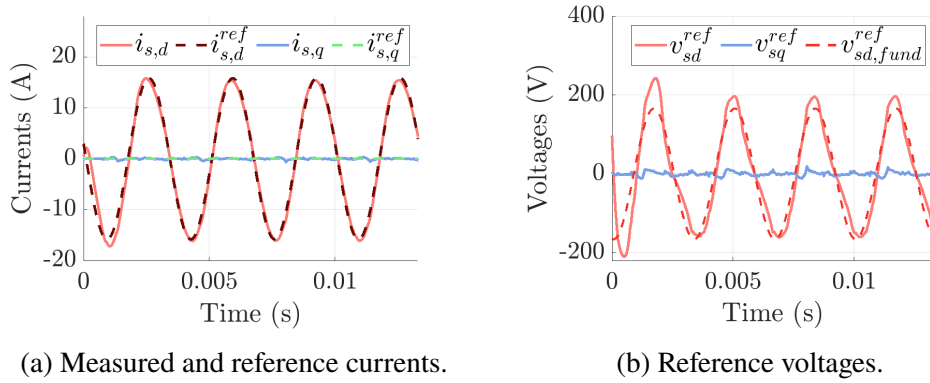 20
10
0
-10
-20
Currents (A)
i_{s,d} i_{s,d}^{ref} i_{s,q} i_{s,q}^{ref}
0 0.005 0.01
Time (s)
(a) Measured and reference currents.
400
200
0
-200
Voltages (V)
v_{sd}^{ref} v_{sq}^{ref} v_{sd,fund}^{ref}
0 0.005 0.01
Time (s)
(b) Reference voltages.